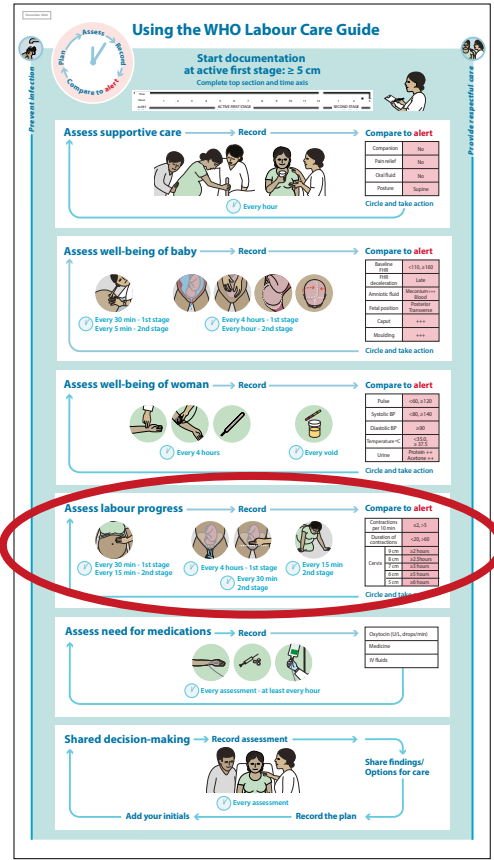 Using the WHO Labour Care Guide
Plan
Assess
Record
Compare to alert
Prevent infection
Provide respectful care
Start documentation
at active first stage: ≥ 5 cm
Complete top section and time axis
ACTIVE FIRST STAGE
SECOND STAGE
Assess supportive care
Record
Compare to alert
Companion No
Pain relief No
Oral fluid No
Posture Supine
Every hour
Circle and take action
Assess well-being of baby
Record
Compare to alert
Baseline
FHR
<110, ≥160
FHR
deceleration
Late
Amniotic fluid
Meconium+++
Blood
Fetal position
Posterior
Transverse
Caput +++
Moulding +++
Every 30 min - 1st stage
Every 5 min - 2nd stage
Every 4 hours - 1st stage
Every hour - 2nd stage
Circle and take action
Assess well-being of woman
Record
Compare to alert
Pulse <60, ≥120
Systolic BP <80, ≥140
Diastolic BP ≥90
Temperature ºC
<35.0,
≥ 37.5
Urine
Protein ++
Acetone ++
Every 4 hours
Every void
Circle and take action
Assess labour progress
Record
Compare to alert
Contractions
per 10 min
≤2, >5
Duration of
contractions
<20, >60
Cervix
9 cm ≥2 hours
8 cm ≥2.5hours
7 cm ≥3 hours
6 cm ≥5 hours
5 cm ≥6 hours
Every 30 min - 1st stage
Every 15 min - 2nd stage
Every 4 hours - 1st stage
Every 30 min
2nd stage
Every 15 min
2nd stage
Circle and take
Assess need for medications
Record
Oxytocin (U/L, drops/min)
Medicine
IV fluids
Every assessment - at least every hour
Shared decision-making
Record assessment
Share findings/
Options for care
Every assessment
Add your initials
Record the plan